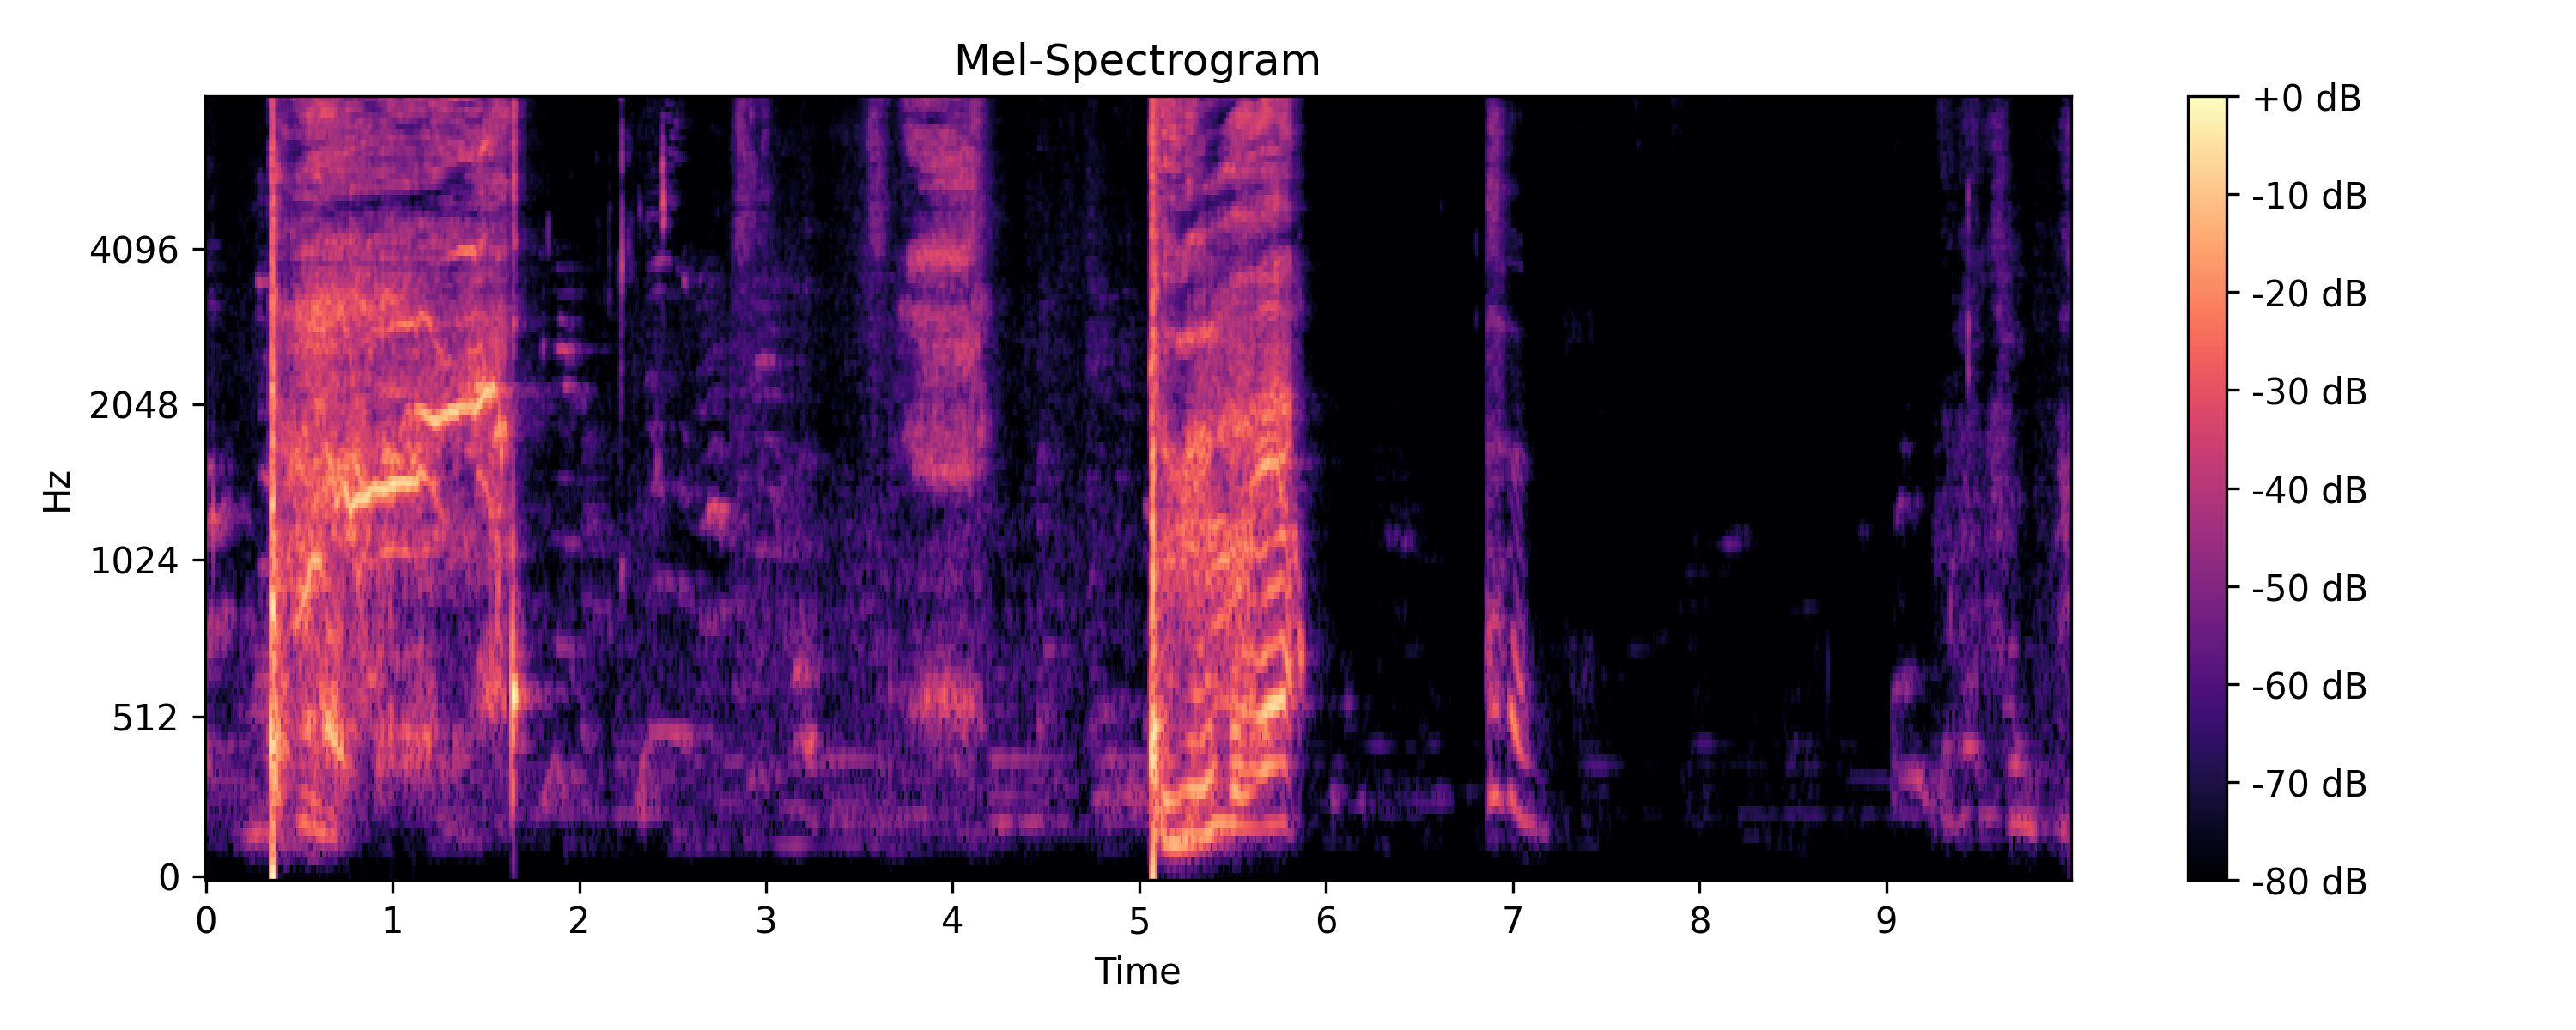 Mel-Spectrogram
+0 dB
-10 dB
-20 dB
-30 dB
-40 dB
-50 dB
-60 dB
-70 dB
-80 dB
Hz
4096
2048
1024
512
0
0 1 2 3 4 5 6 7 8 9
Time